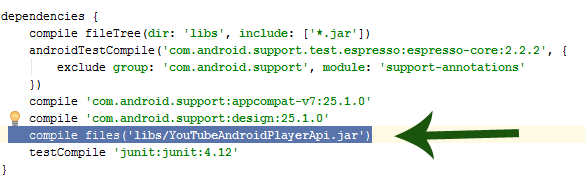 dependencies {
    compile fileTree(dir: 'libs', include: ['*.jar'])
    androidTestCompile('com.android.support.test.espresso:espresso-core:2.2.2', {
        exclude group: 'com.android.support', module: 'support-annotations'
    })
    compile 'com.android.support:appcompat-v7:25.1.0'
    compile 'com.android.support:design:25.1.0'
    compile files('libs/YouTubeAndroidPlayerApi.jar')
    testCompile 'junit:junit:4.12'
}